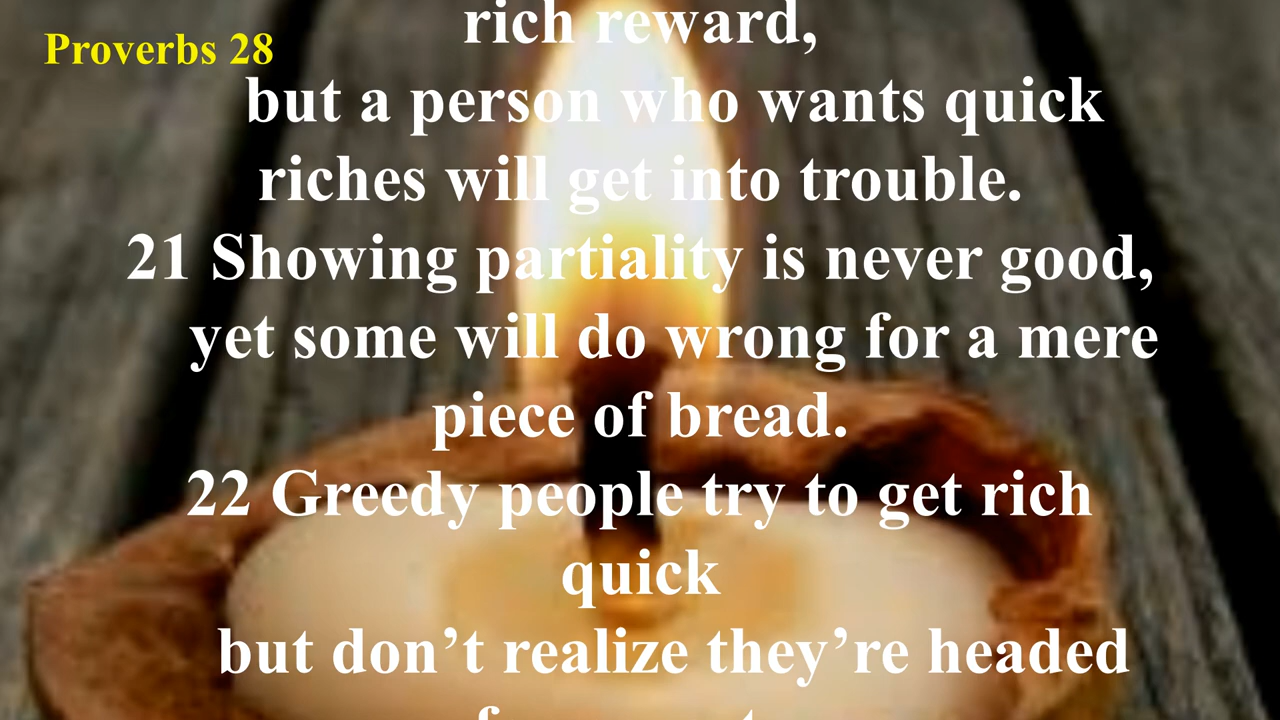 Proverbs 28
rich reward,
but a person who wants quick
riches will get into trouble.
21 Showing partiality is never good,
yet some will do wrong for a mere
piece of bread.
22 Greedy people try to get rich
quick
but don’t realize they’re headed